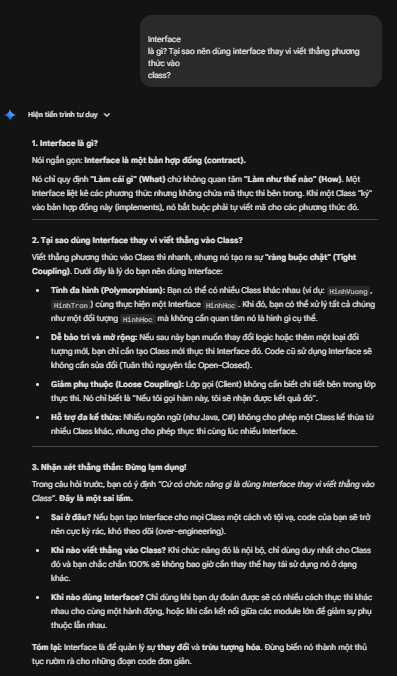 Interface
là gì? Tại sao nên dùng interface thay vì viết thẳng phương
thức vào
class?
Hiện tiến trình tư duy
1. Interface là gì?
Nói ngắn gọn: Interface là một bản hợp đồng (contract).
Nó chỉ quy định "Làm cái gì" (What) chứ không quan tâm "Làm như thế nào" (How). Một
Interface liệt kê các phương thức nhưng không chứa mã thực thi bên trong. Khi một Class "ký"
vào bản hợp đồng này (implements), nó bắt buộc phải tự viết mã cho các phương thức đó.
2. Tại sao dùng Interface thay vì viết thẳng vào Class?
Viết thẳng phương thức vào Class thì nhanh, nhưng nó tạo ra sự "ràng buộc chặt" (Tight
Coupling). Dưới đây là lý do bạn nên dùng Interface:
• Tính đa hình (Polymorphism): Bạn có thể có nhiều Class khác nhau (ví dụ: HinhVuong ,
HinhTron ) cùng thực hiện một Interface HinhHoc . Khi đó, bạn có thể xử lý tất cả chúng
như một đối tượng HinhHoc mà không cần quan tâm nó là hình gì cụ thể.
• Dễ bảo trì và mở rộng: Nếu sau này bạn muốn thay đổi logic hoặc thêm một loại đối
tượng mới, bạn chỉ cần tạo Class mới thực thi Interface đó. Code cũ sử dụng Interface sẽ
không cần sửa đổi (Tuân thủ nguyên tắc Open-Closed).
• Giảm phụ thuộc (Loose Coupling): Lớp gọi (Client) không cần biết chi tiết bên trong lớp
thực thi. Nó chỉ biết là "Nếu tôi gọi hàm này, tôi sẽ nhận được kết quả đó".
• Hỗ trợ đa kế thừa: Nhiều ngôn ngữ (như Java, C#) không cho phép một Class kế thừa từ
nhiều Class khác, nhưng cho phép thực thi cùng lúc nhiều Interface.
3. Nhận xét thẳng thắn: Đừng lạm dụng!
Trong câu hỏi trước, bạn có ý định "Cứ có chức năng gì là dùng Interface thay vì viết thẳng vào
Class". Đây là một sai lầm.
• Sai ở đâu? Nếu bạn tạo Interface cho mọi Class một cách vô tội vạ, code của bạn sẽ trở
nên cực kỳ rác, khó theo dõi (over-engineering).
• Khi nào viết thẳng vào Class? Khi chức năng đó là nội bộ, chỉ dùng duy nhất cho Class
đó và bạn chắc chắn 100% sẽ không bao giờ cần thay thế hay tái sử dụng nó ở dạng
khác.
• Khi nào dùng Interface? Chỉ dùng khi bạn dự đoán được sẽ có nhiều cách thực thi khác
nhau cho cùng một hành động, hoặc khi cần kết nối giữa các module lớn để giảm sự phụ
thuộc lẫn nhau.
Tóm lại: Interface là để quản lý sự thay đổi và trừu tượng hóa. Đừng biến nó thành một thủ
tục rườm rà cho những đoạn code đơn giản.